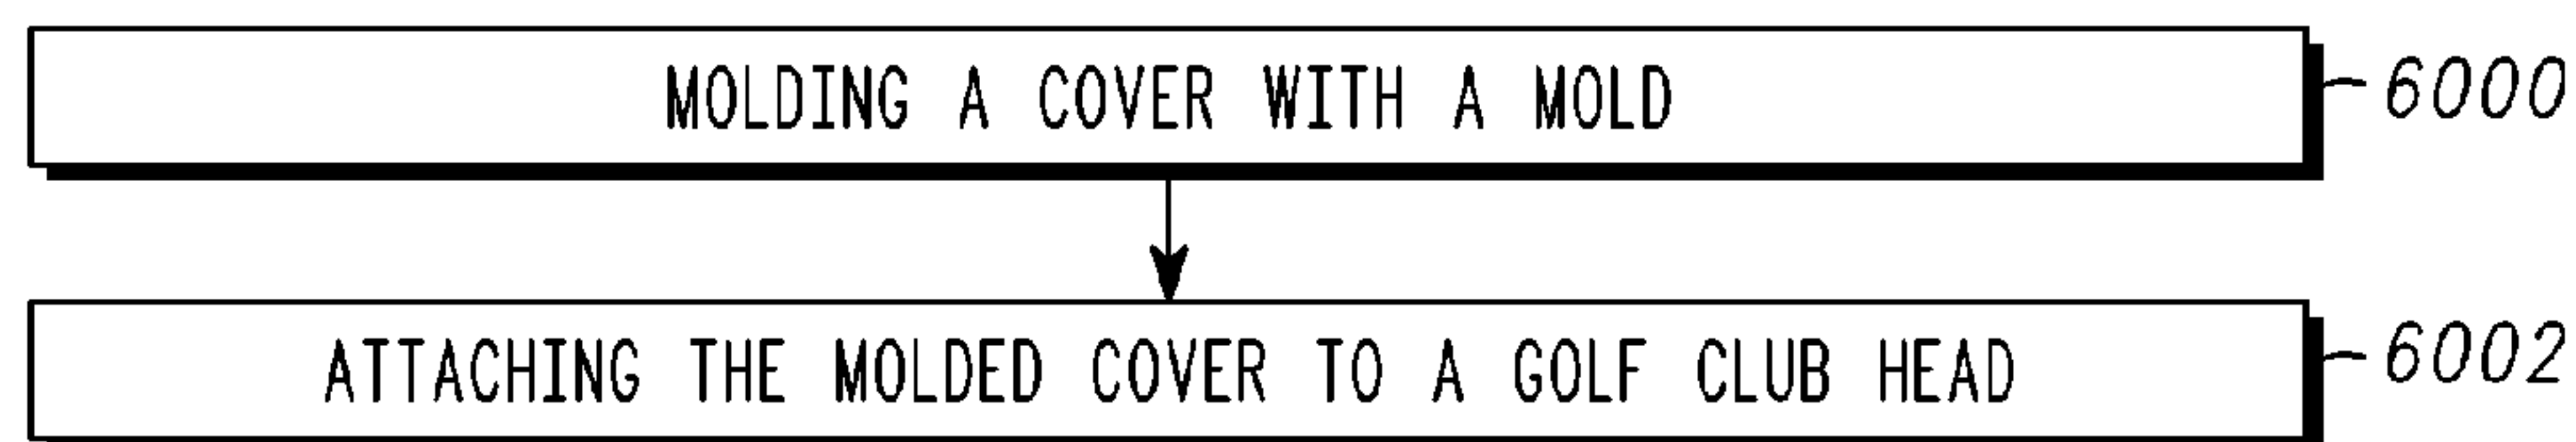 MOLDING A COVER WITH A MOLD 6000
ATTACHING THE MOLDED COVER TO A GOLF CLUB HEAD 6002